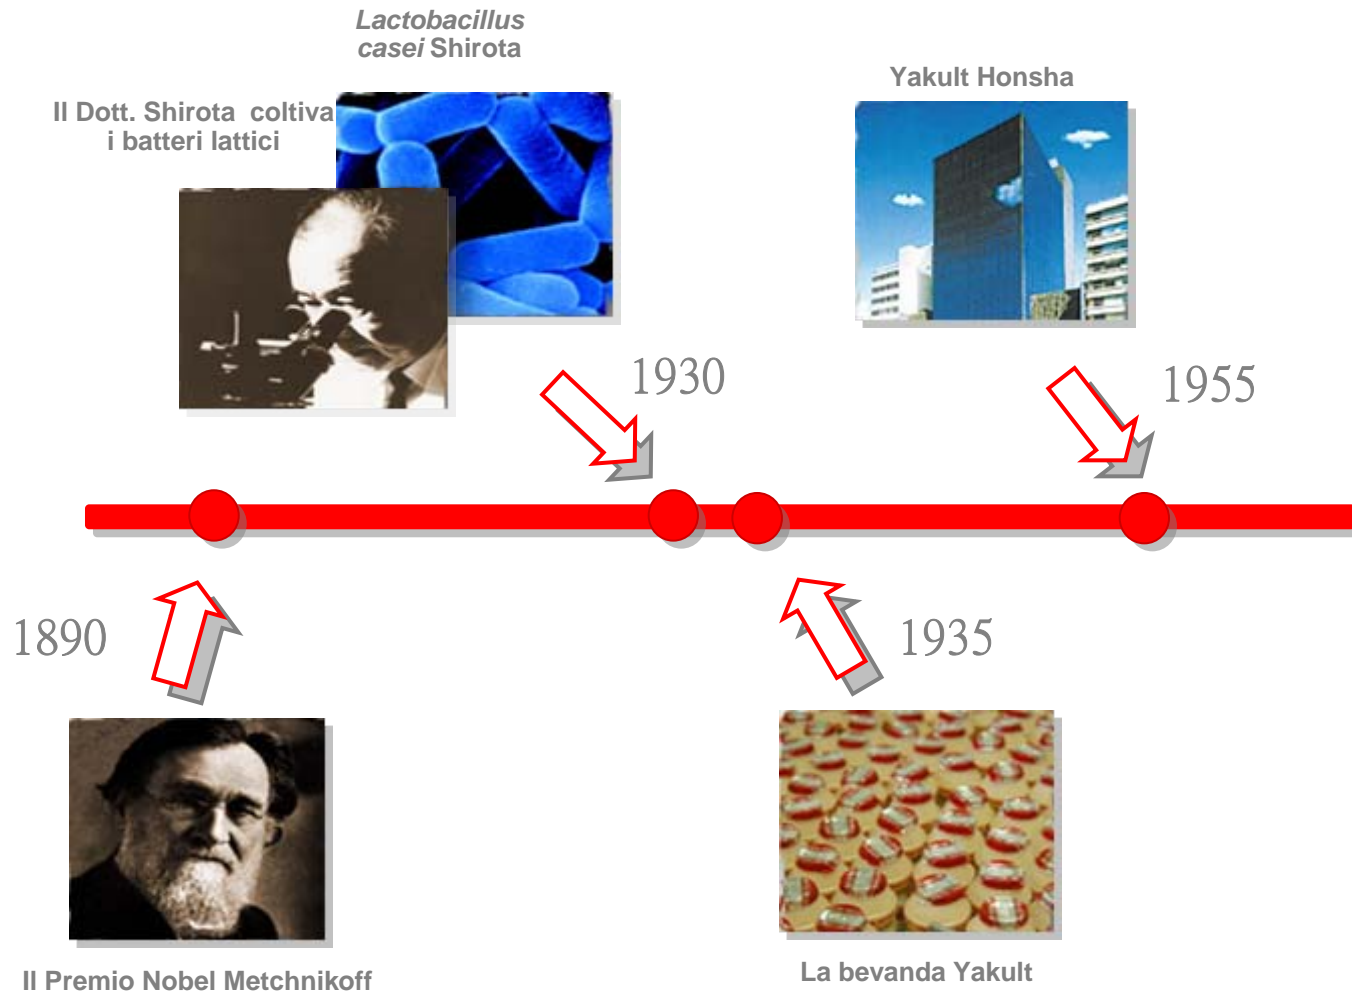 Lactobacillus
casei Shirota
Il Dott. Shirota coltiva
i batteri lattici
Yakult Honsha
1930
1955
1890
1935
Il Premio Nobel Metchnikoff
La bevanda Yakult